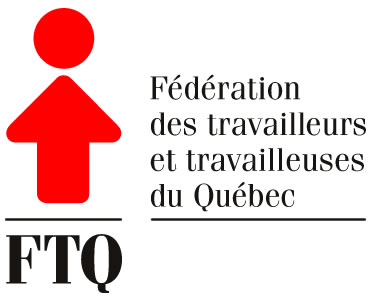 Fédération
des travailleurs
et travailleuses
du Québec
FTQ